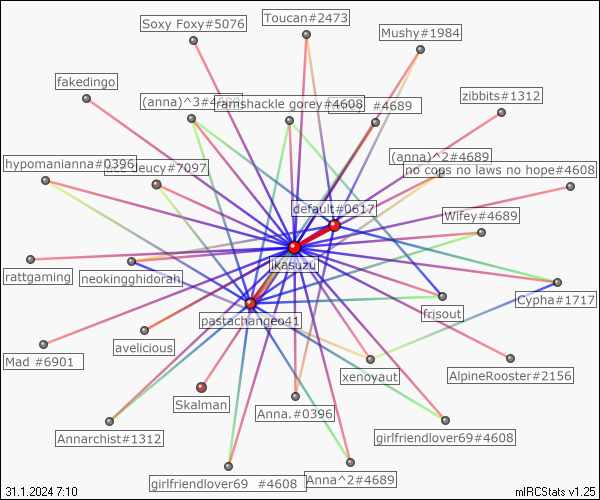 Toucan#2473
Soxy Foxy#5076
Mushy#1984
fakedingo
zibbits#1312
(anna)^3#4689
ramshackle gorey #4608
#4689
(anna)^2#4689
hypomanianna#0396
deucy#7097
no cops no laws no hope#4608
default#0617
Wifey#4689
ikasuzu
rattgaming
neokingghidorah
Cypha#1717
frisout
pastachangeo41
Mad #6901
avelicious
xenoyaut
AlpineRooster#2156
Skalman
Anna.#0396
Annarchist#1312
girlfriendlover69#4608
girlfriendlover69 #4608
Anna^2#4689
31.1.2024 7:10
mIRCStats v1.25